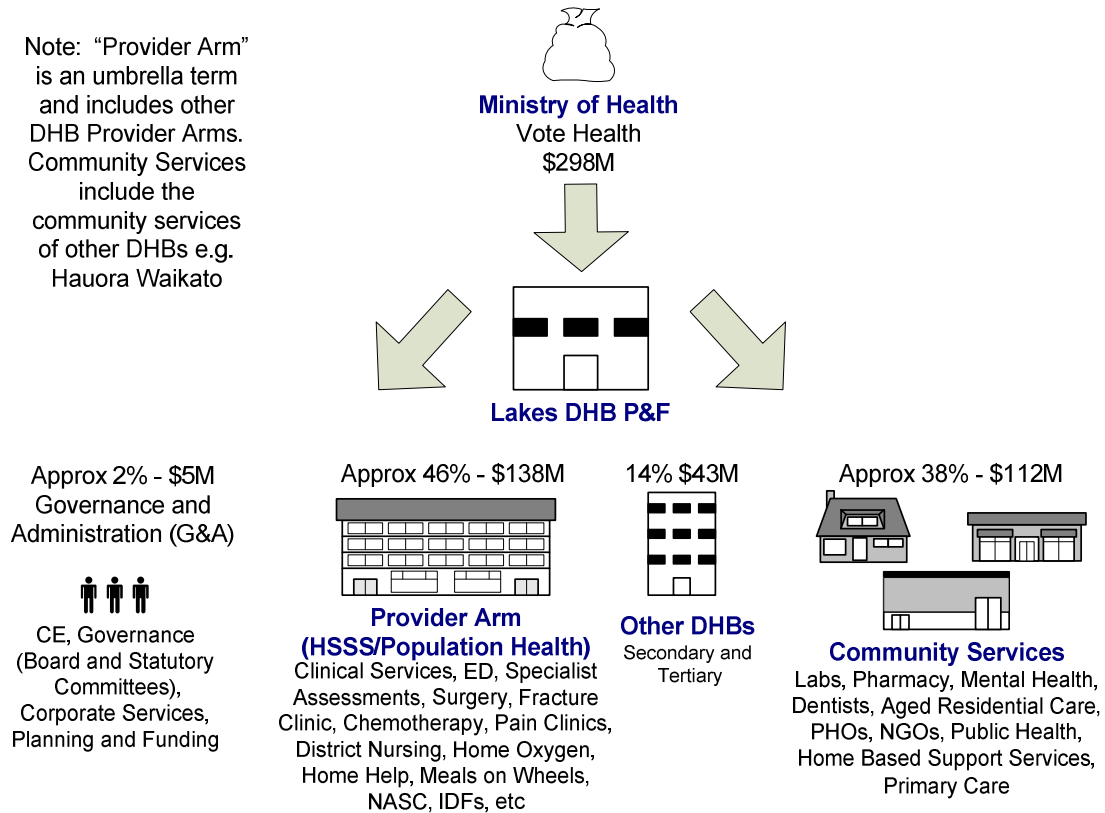 Note: “Provider Arm”
is an umbrella term
and includes other
DHB Provider Arms.
Community Services
include the
community services
of other DHBs e.g.
Hauora Waikato
Ministry of Health
Vote Health
$298M
Lakes DHB P&F
Approx 2% - $5M
Governance and
Administration (G&A)
CE, Governance
(Board and Statutory
Committees),
Corporate Services,
Planning and Funding
Approx 46% - $138M
Provider Arm
(HSSS/Population Health)
Clinical Services, ED, Specialist
Assessments, Surgery, Fracture
Clinic, Chemotherapy, Pain Clinics,
District Nursing, Home Oxygen,
Home Help, Meals on Wheels,
NASC, IDFs, etc
14% $43M
Other DHBs
Secondary and
Tertiary
Approx 38% - $112M
Community Services
Labs, Pharmacy, Mental Health,
Dentists, Aged Residential Care,
PHOs, NGOs, Public Health,
Home Based Support Services,
Primary Care